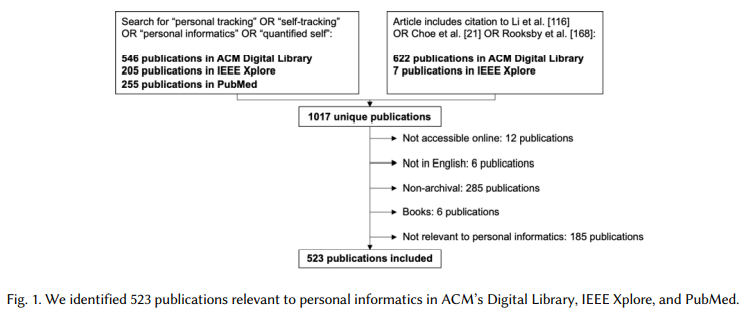 Search for "personal tracking" OR "self-tracking"
OR "personal informatics" OR "quantified self":
546 publications in ACM Digital Library
205 publications in IEEE Xplore
255 publications in PubMed
Article includes citation to Li et al. [116]
OR Choe et al. [21] OR Rooksby et al. [168]:
622 publications in ACM Digital Library
7 publications in IEEE Xplore
1017 unique publications
Not accessible online: 12 publications
Not in English: 6 publications
Non-archival: 285 publications
Books: 6 publications
Not relevant to personal informatics: 185 publications
523 publications included
Fig. 1. We identified 523 publications relevant to personal informatics in ACM's Digital Library, IEEE Xplore, and PubMed.